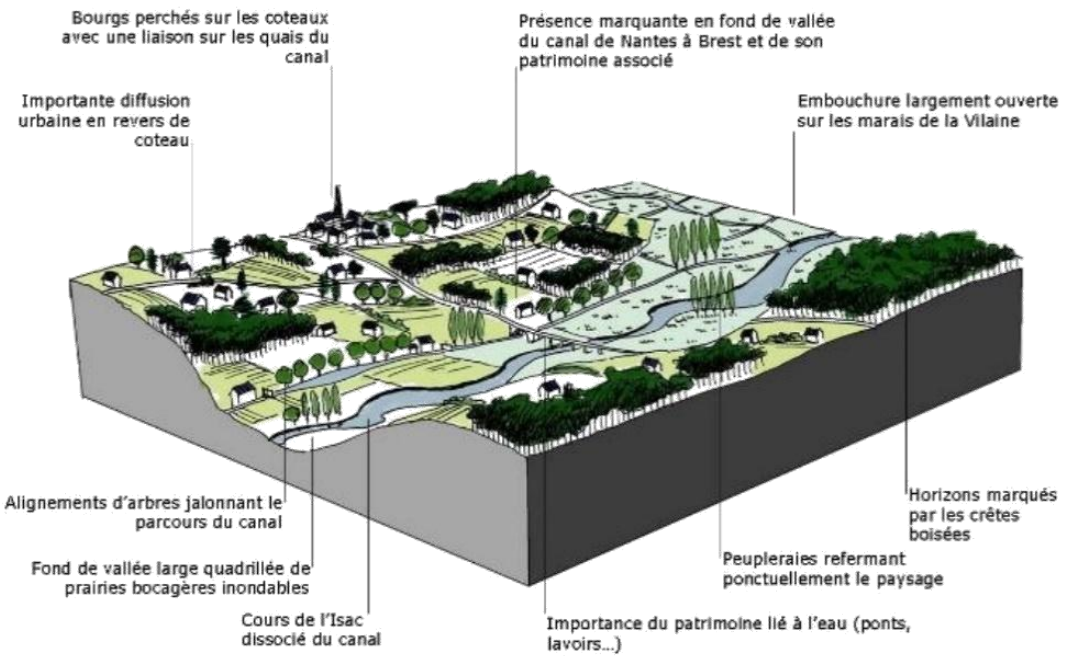 Bourgs perchés sur les coteaux
avec une liaison sur les quais du
canal
Présence marquante en fond de vallée
du canal de Nantes à Brest et de son
patrimoine associé
Importante diffusion
urbaine en revers de
coteau
Embouchure largement ouverte
sur les marais de la Vilaine
Alignements d'arbres jalonnant le
parcours du canal
Fond de vallée large quadrillée de
prairies bocagères inondables
Cours de l'Isac
dissocié du canal
Importance du patrimoine lié à l'eau (ponts,
lavoirs...)
Peupleraies refermant
ponctuellement le paysage
Horizons marqués
par les crêtes
boisées